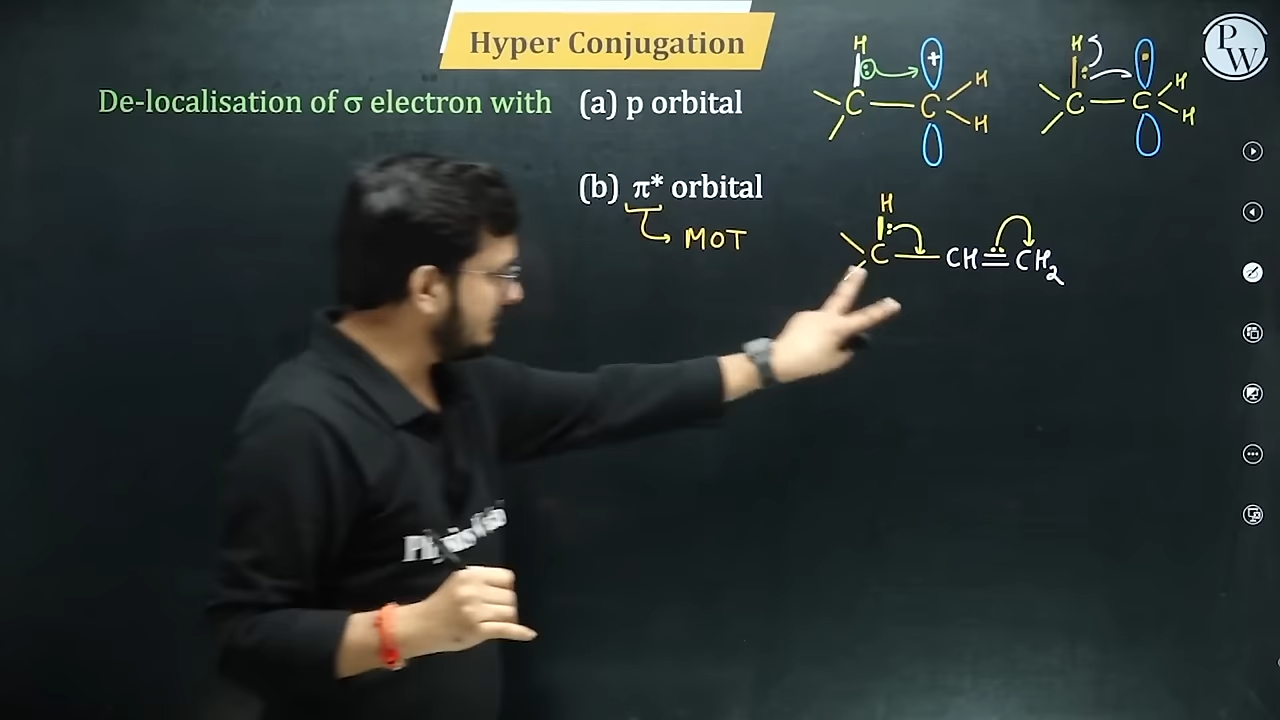 Hyper Conjugation
PW
De-localisation of σ electron with (a) p orbital
H
C
C
+
H
H
H
C
C
H
H
(b) π* orbital
MOT
H
C — CH = CH2